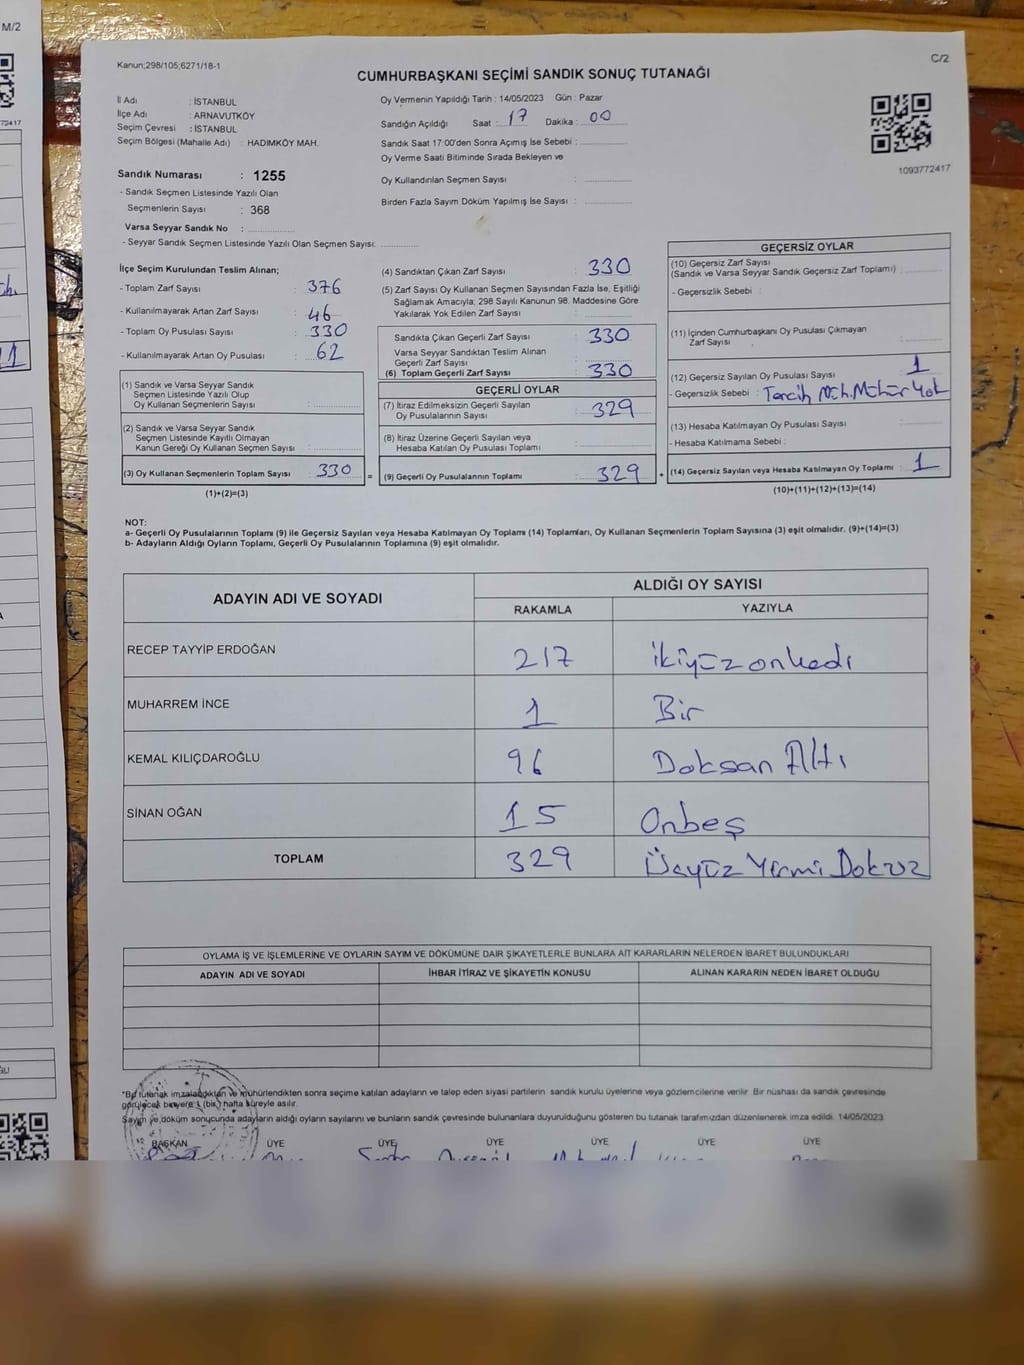 M/2
Kanun;298/105;6271/18-1
C/2
CUMHURBAŞKANI SEÇİMİ SANDIK SONUÇ TUTANAĞI
İl Adı : İSTANBUL
İlçe Adı : ARNAVUTKÖY
Seçim Çevresi : İSTANBUL
Seçim Bölgesi (Mahalle Adı) : HADIMKÖY MAH.
Oy Vermenin Yapıldığı Tarih : 14/05/2023 Gün : Pazar
Sandığın Açıldığı Saat : 17 Dakika : 00
Sandık Saat 17:00'den Sonra Açımış İse Sebebi :
Oy Verme Saati Bitiminde Sırada Bekleyen ve
Oy Kullandırılan Seçmen Sayısı :
Birden Fazla Sayım Döküm Yapılmış İse Sayısı :
1093772417
Sandık Numarası : 1255
- Sandık Seçmen Listesinde Yazılı Olan
Seçmenlerin Sayısı : 368
Varsa Seyyar Sandık No :
- Seyyar Sandık Seçmen Listesinde Yazılı Olan Seçmen Sayısı:
İlçe Seçim Kurulundan Teslim Alınan;
- Toplam Zarf Sayısı : 376
- Kullanılmayarak Artan Zarf Sayısı : 46
- Toplam Oy Pusulası Sayısı : 330
- Kullanılmayarak Artan Oy Pusulası : 62
(1) Sandık ve Varsa Seyyar Sandık
Seçmen Listesinde Yazılı Olup
Oy Kullanan Seçmenlerin Sayısı :
(2) Sandık ve Varsa Seyyar Sandık
Seçmen Listesinde Kayıtlı Olmayan
Kanun Gereği Oy Kullanan Seçmen Sayısı :
(3) Oy Kullanan Seçmenlerin Toplam Sayısı : 330 =
(1)+(2)=(3)
(4) Sandıktan Çıkan Zarf Sayısı : 330
(5) Zarf Sayısı Oy Kullanan Seçmen Sayısından Fazla İse, Eşitliği
Sağlamak Amacıyla; 298 Sayılı Kanunun 98. Maddesine Göre
Yakılarak Yok Edilen Zarf Sayısı :
Sandıkta Çıkan Geçerli Zarf Sayısı : 330
Varsa Seyyar Sandıktan Teslim Alınan
Geçerli Zarf Sayısı :
(6) Toplam Geçerli Zarf Sayısı : 330
GEÇERLİ OYLAR
(7) İtiraz Edilmeksizin Geçerli Sayılan
Oy Pusulalarının Sayısı : 329
(8) İtiraz Üzerine Geçerli Sayılan veya
Hesaba Katılan Oy Pusulaları Toplamı :
(9) Geçerli Oy Pusulalarının Toplamı : 329 +
GEÇERSİZ OYLAR
(10) Geçersiz Zarf Sayısı
(Sandık ve Varsa Seyyar Sandık Geçersiz Zarf Toplamı) :
- Geçersizlik Sebebi :
(11) İçinden Cumhurbaşkanı Oy Pusulası Çıkmayan
Zarf Sayısı :
(12) Geçersiz Sayılan Oy Pusulası Sayısı : 1
- Geçersizlik Sebebi : Tercih Müh.Mühür Yok
(13) Hesaba Katılmayan Oy Pusulası Sayısı :
- Hesaba Katılmama Sebebi :
(14) Geçersiz Sayılan veya Hesaba Katılmayan Oy Toplamı : 1
(10)+(11)+(12)+(13)=(14)
NOT:
a- Geçerli Oy Pusulalarının Toplamı (9) ile Geçersiz Sayılan veya Hesaba Katılmayan Oy Toplamı (14) Toplamları, Oy Kullanan Seçmenlerin Toplam Sayısına (3) eşit olmalıdır. (9)+(14)=(3)
b- Adayların Aldığı Oyların Toplamı, Geçerli Oy Pusulalarının Toplamına (9) eşit olmalıdır.
ADAYIN ADI VE SOYADI ALDIĞI OY SAYISI
RAKAMLA YAZIYLA
RECEP TAYYİP ERDOĞAN 217 ikiyüzonkedi
MUHARREM İNCE 1 Bir
KEMAL KILIÇDAROĞLU 96 Doksan Altı
SİNAN OĞAN 15 Onbeş
TOPLAM 329 Üçyüz Yirmi Dokuz
OYLAMA İŞ VE İŞLEMLERİNE VE OYLARIN SAYIM VE DÖKÜMÜNE DAİR ŞİKAYETLERLE BUNLARA AİT KARARLARIN NELERDEN İBARET BULUNDUKLARI
ADAYIN ADI VE SOYADI İHBAR İTİRAZ VE ŞİKAYETİN KONUSU ALINAN KARARIN NEDEN İBARET OLDUĞU
*Bu tutanak imzalandıktan ve mühürlendikten sonra seçime katılan adayların ve talep eden siyasi partilerin sandık kurulu üyelerine veya gözlemcilerine verilir. Bir nüshası da sandık çevresinde
görülecek bir yere 1 (bir) hafta süreyle asılır.
Sayım ve döküm sonucunda adayların aldığı oyların sayılarını ve bunların sandık çevresinde bulunanlara duyurulduğunu gösteren bu tutanak tarafımızdan düzenlenerek imza edildi. 14/05/2023
BAŞKAN ÜYE ÜYE ÜYE ÜYE ÜYE ÜYE